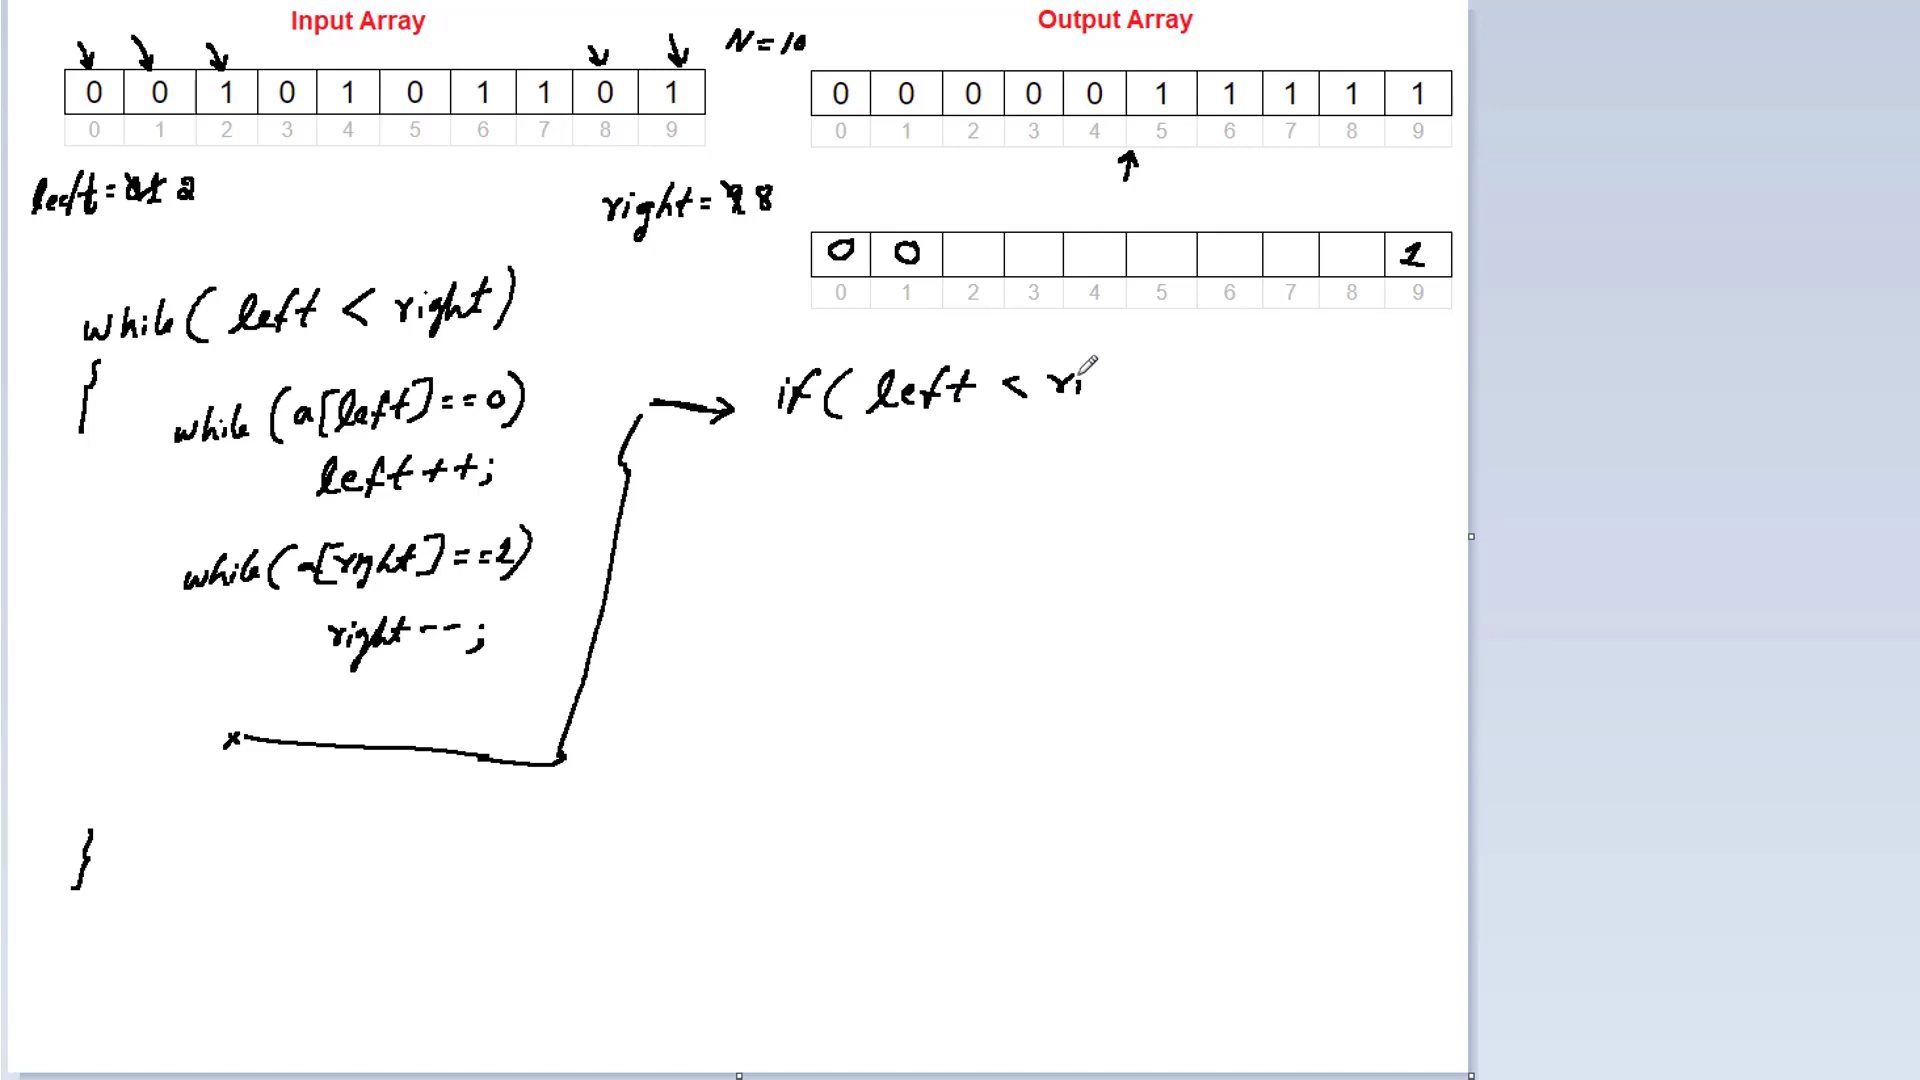 Input Array
Output Array
N = 10
0 0 1 0 1 0 1 1 0 1
0 1 2 3 4 5 6 7 8 9
0 0 0 0 0 1 1 1 1 1
0 1 2 3 4 5 6 7 8 9
left = 0 1 2
right = 9 8
0 0 1
0 1 2 3 4 5 6 7 8 9
while( left < right)
{
while (a[left]==0)
left++;
while(a[right]==1)
right--;
x
}
if( left < ri